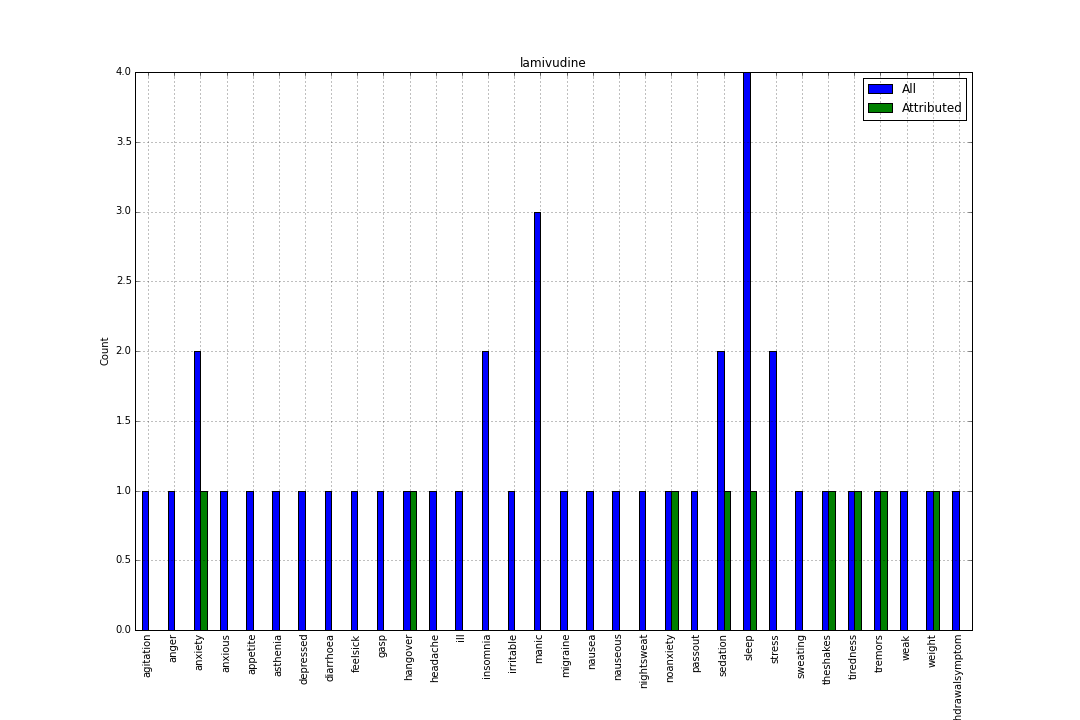 lamivudine
All
Attributed
4.0
3.5
3.0
2.5
2.0
1.5
1.0
0.5
0.0
Count
agitation
anger
anxiety
anxious
appetite
asthenia
depressed
diarrhoea
feelsick
gasp
hangover
headache
ill
insomnia
irritable
manic
migraine
nausea
nauseous
nightsweat
noanxiety
passout
sedation
sleep
stress
sweating
theshakes
tiredness
tremors
weak
weight
hdrawalsymptom